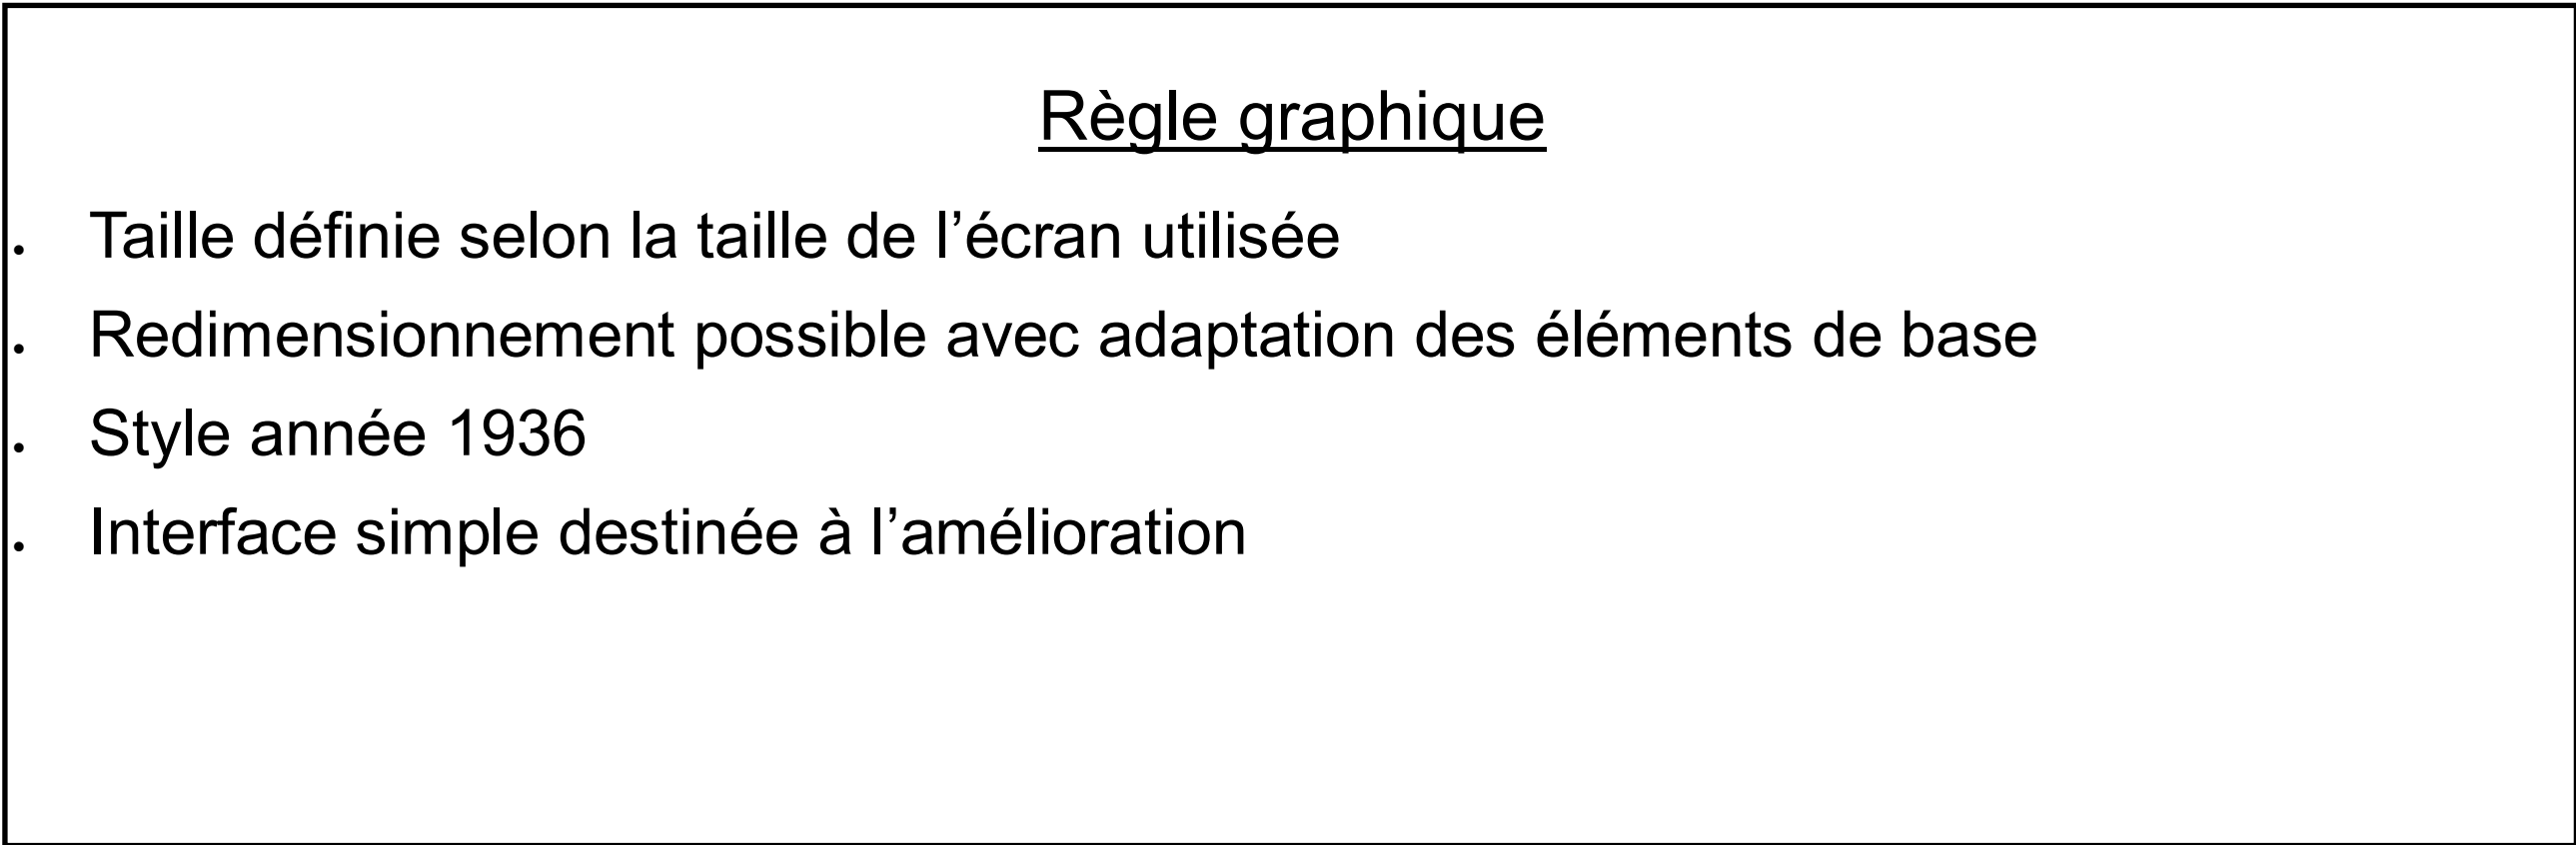 Règle graphique
. Taille définie selon la taille de l’écran utilisée
. Redimensionnement possible avec adaptation des éléments de base
. Style année 1936
. Interface simple destinée à l’amélioration